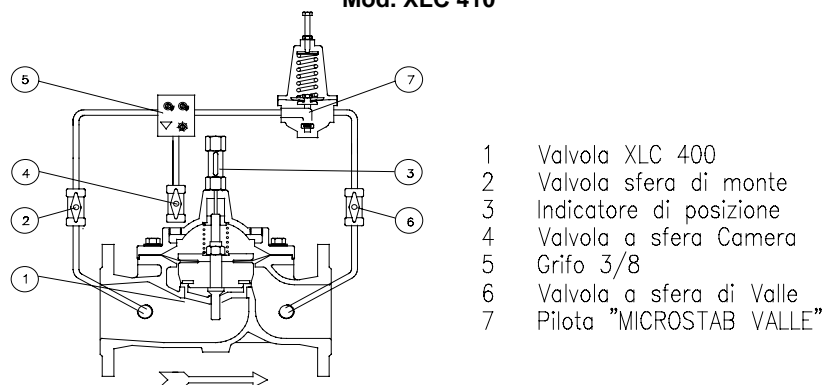 Mod. XLC 410
5
7
4
3
2
6
1
1 Valvola XLC 400
2 Valvola sfera di monte
3 Indicatore di posizione
4 Valvola a sfera Camera
5 Grifo 3/8
6 Valvola a sfera di Valle
7 Pilota "MICROSTAB VALLE"